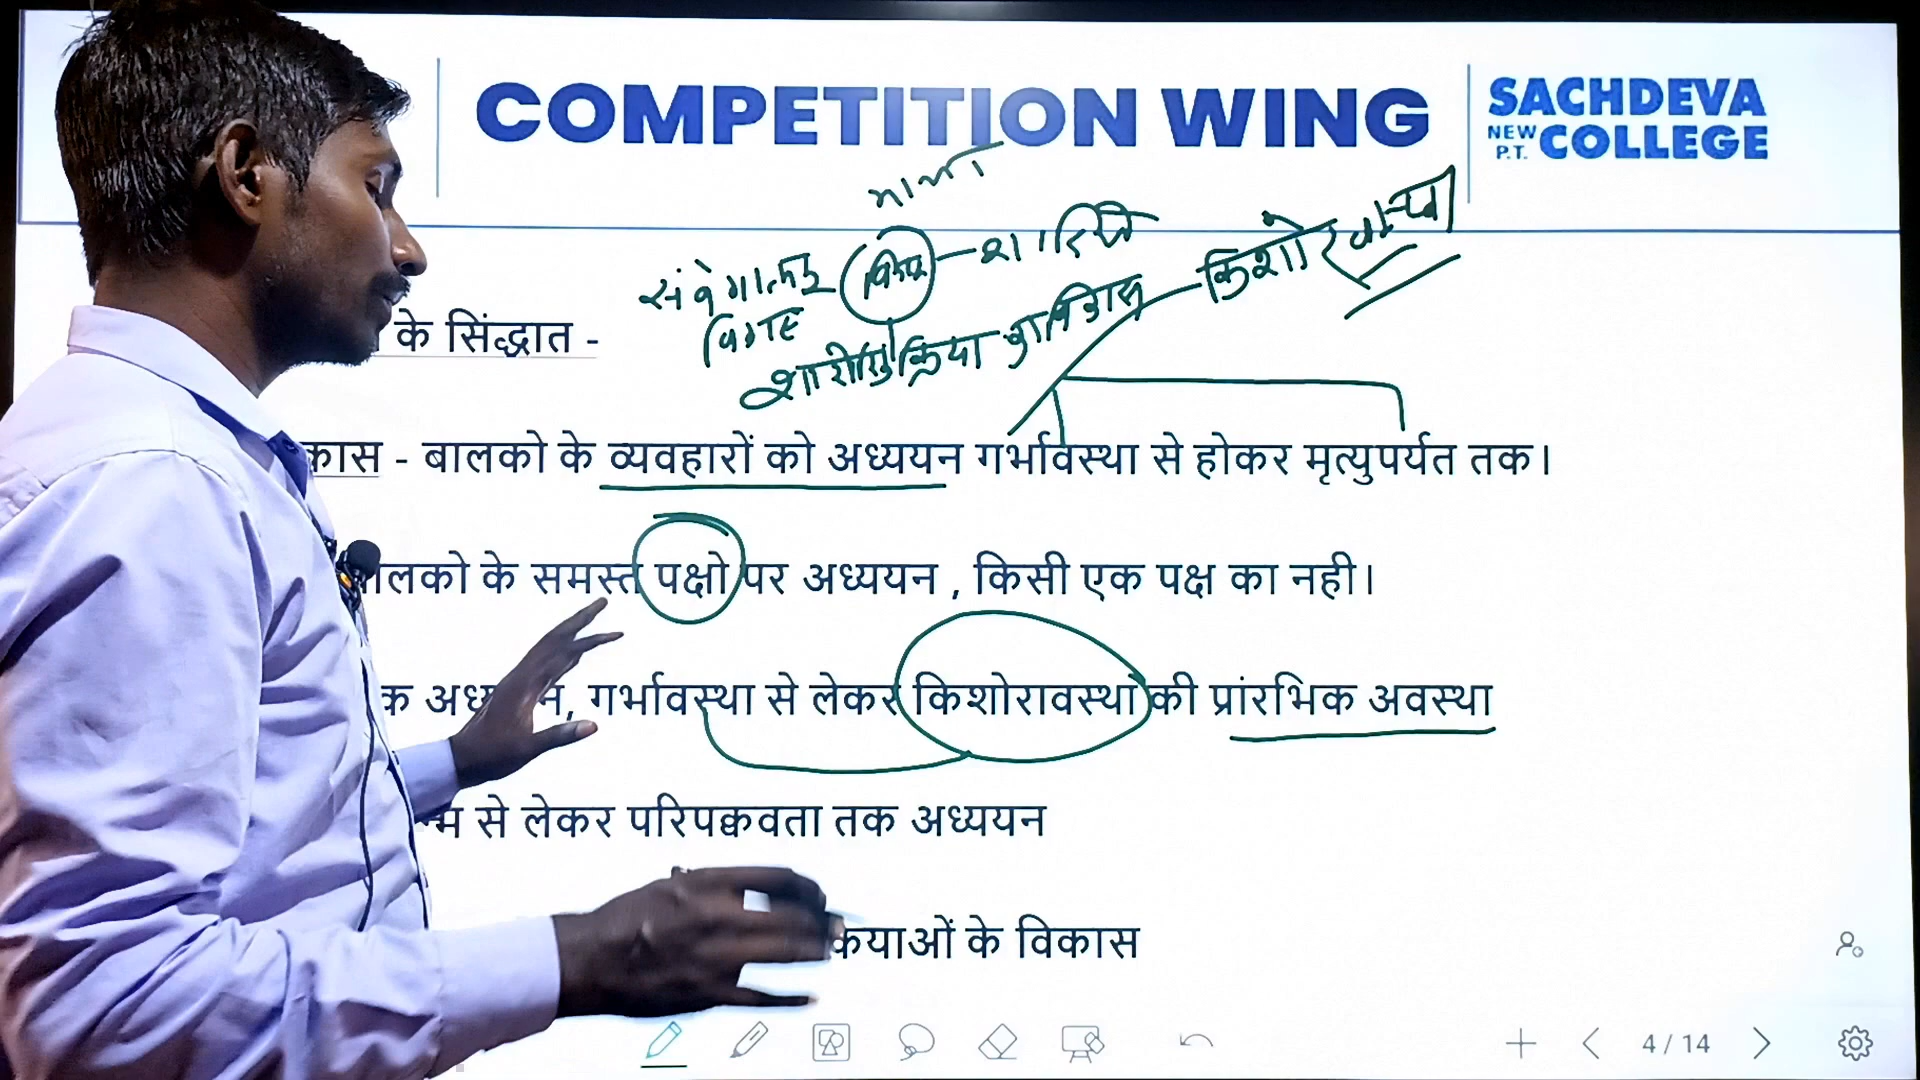 COMPETITION WING
SACHDEVA
NEW P.T. COLLEGE
के सिंद्धात -
कास - बालको के व्यवहारों को अध्ययन गर्भावस्था से होकर मृत्युपर्यत तक।
लको के समस्त पक्षो पर अध्ययन , किसी एक पक्ष का नही।
क अध्य न, गर्भावस्था से लेकर किशोरावस्था की प्रांरभिक अवस्था
न्म से लेकर परिपक्ववता तक अध्ययन
कयाओं के विकास
4 / 14